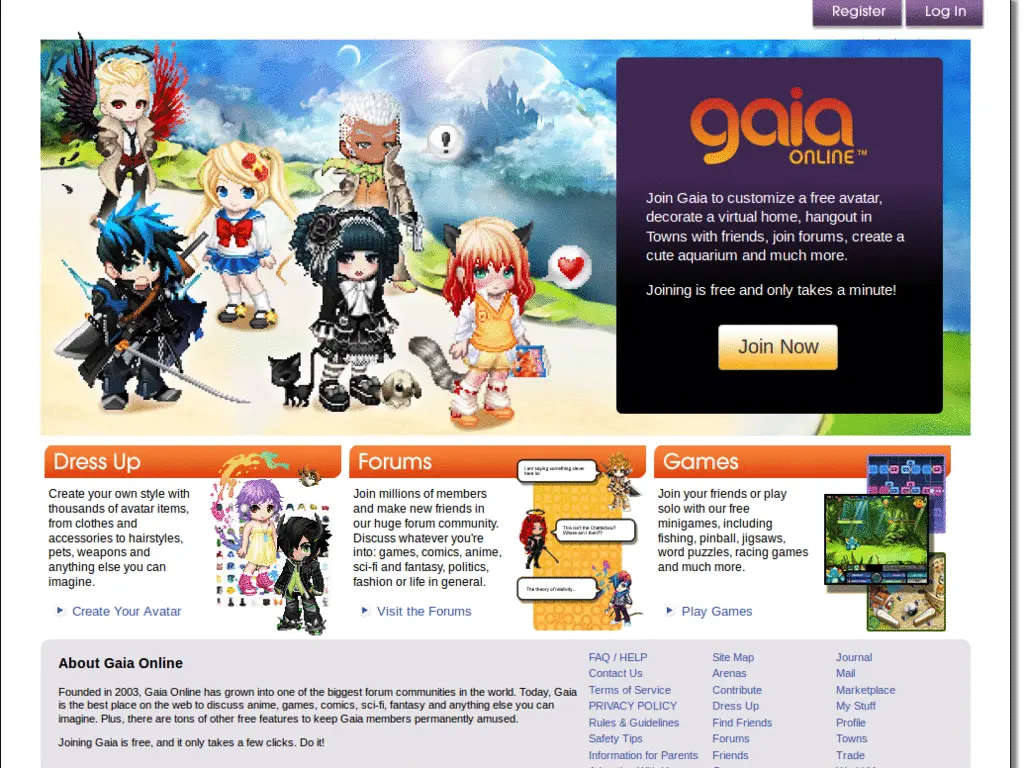 Register
Log In
!
gaia
ONLINE™
Join Gaia to customize a free avatar,
decorate a virtual home, hangout in
Towns with friends, join forums, create a
cute aquarium and much more.
Joining is free and only takes a minute!
Join Now
Dress Up
Create your own style with
thousands of avatar items,
from clothes and
accessories to hairstyles,
pets, weapons and
anything else you can
imagine.
Create Your Avatar
Forums
Join millions of members
and make new friends in
our huge forum community.
Discuss whatever you're
into: games, comics, anime,
sci-fi and fantasy, politics,
fashion or life in general.
Visit the Forums
I am saying something clever
here lol
This isn't the Chatterbox!!
Where am I then??
The theory of relativity...
Games
Join your friends or play
solo with our free
minigames, including
fishing, pinball, jigsaws,
word puzzles, racing games
and much more.
Play Games
About Gaia Online
Founded in 2003, Gaia Online has grown into one of the biggest forum communities in the world. Today, Gaia
is the best place on the web to discuss anime, games, comics, sci-fi, fantasy and anything else you can
imagine. Plus, there are tons of other free features to keep Gaia members permanently amused.
Joining Gaia is free, and it only takes a few clicks. Do it!
FAQ / HELP
Contact Us
Terms of Service
PRIVACY POLICY
Rules & Guidelines
Safety Tips
Information for Parents
Site Map
Arenas
Contribute
Dress Up
Find Friends
Forums
Friends
Journal
Mail
Marketplace
My Stuff
Profile
Towns
Trade